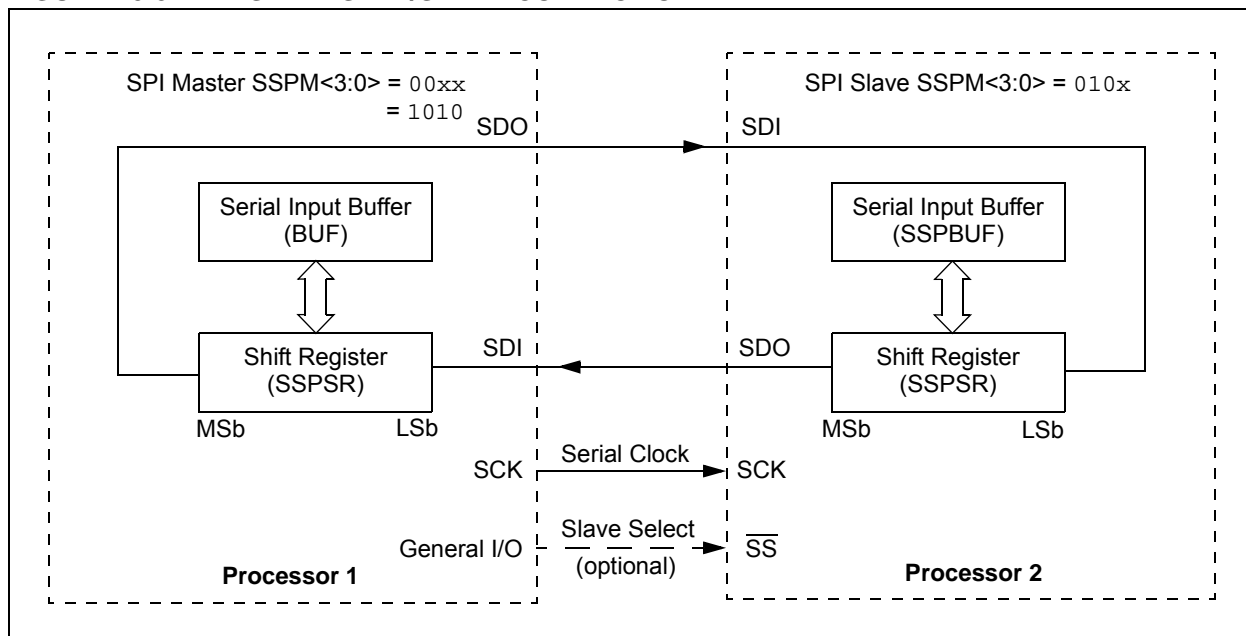 SPI Master SSPM<3:0> = 00xx
= 1010
SPI Slave SSPM<3:0> = 010x
SDO
SDI
Serial Input Buffer
(BUF)
Serial Input Buffer
(SSPBUF)
Shift Register
(SSPSR)
SDI
SDO
Shift Register
(SSPSR)
MSb
LSb
MSb
LSb
SCK
Serial Clock
SCK
General I/O
Slave Select
(optional)
S̅S̅
Processor 1
Processor 2